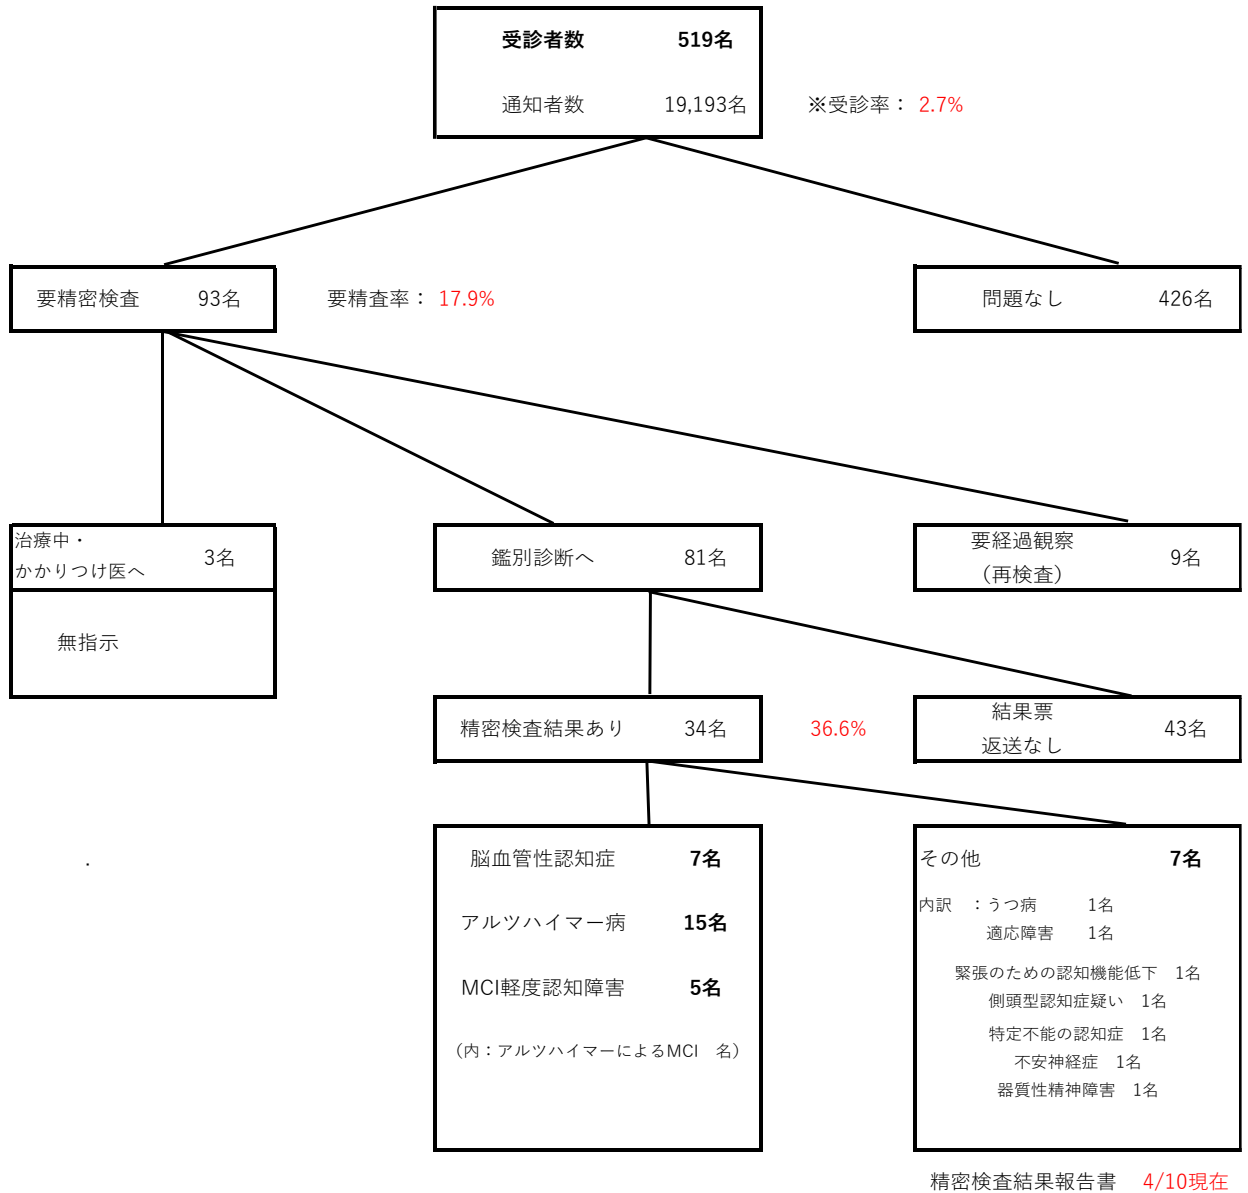 受診者数 519名
通知者数 19,193名 ※受診率： 2.7%
要精密検査 93名 要精査率： 17.9% 問題なし 426名
治療中・
かかりつけ医へ 3名
鑑別診断へ 81名
要経過観察
（再検査） 9名
無指示
精密検査結果あり 34名 36.6%
結果票
返送なし 43名
脳血管性認知症 7名
アルツハイマー病 15名
MCI軽度認知障害 5名
（内：アルツハイマーによるMCI 名）
その他 7名
内訳 ：うつ病 1名
適応障害 1名
緊張のための認知機能低下 1名
側頭型認知症疑い 1名
特定不能の認知症 1名
不安神経症 1名
器質性精神障害 1名
精密検査結果報告書 4/10現在